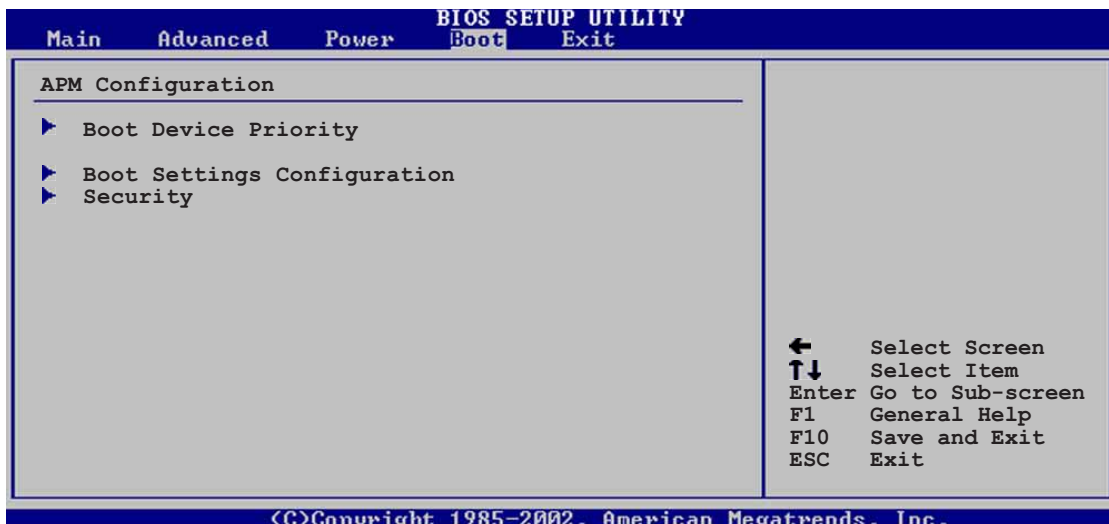 BIOS SETUP UTILITY
Main Advanced Power Boot Exit
APM Configuration
Boot Device Priority
Boot Settings Configuration
Security
← Select Screen
↑↓ Select Item
Enter Go to Sub-screen
F1 General Help
F10 Save and Exit
ESC Exit
(C)Copyright 1985-2002, American Megatrends, Inc.